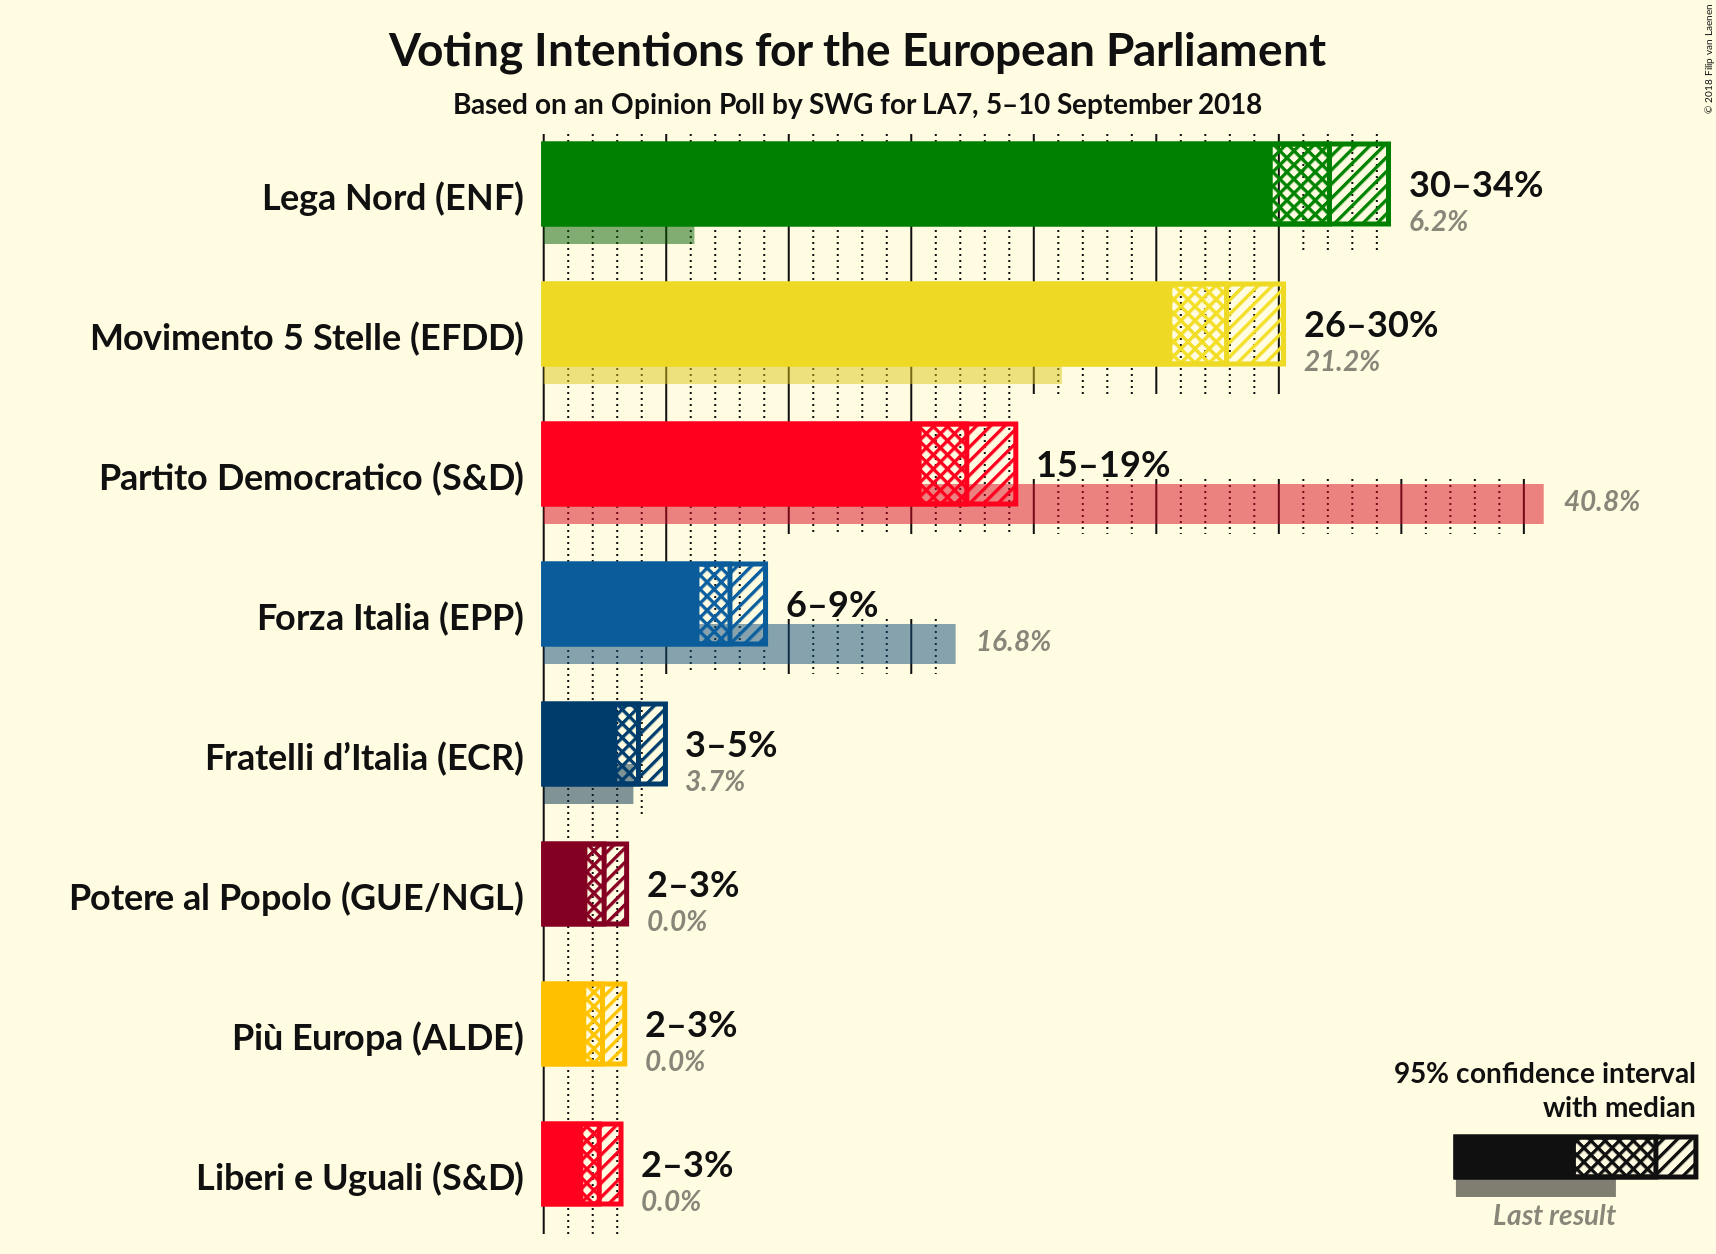 Voting Intentions for the European Parliament
Based on an Opinion Poll by SWG for LA7, 5–10 September 2018
© 2018 Filip van Laenen
Lega Nord (ENF)
30–34%
6.2%
Movimento 5 Stelle (EFDD)
26–30%
21.2%
Partito Democratico (S&D)
15–19%
40.8%
Forza Italia (EPP)
6–9%
16.8%
Fratelli d’Italia (ECR)
3–5%
3.7%
Potere al Popolo (GUE/NGL)
2–3%
0.0%
Più Europa (ALDE)
2–3%
0.0%
Liberi e Uguali (S&D)
2–3%
0.0%
95% confidence interval
with median
Last result